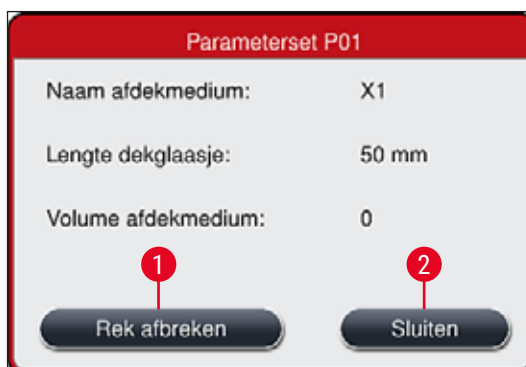 Parameterset P01
Naam afdekmedium: X1
Lengte dekglaasje: 50 mm
Volume afdekmedium: 0
1 2
Rek afbreken Sluiten